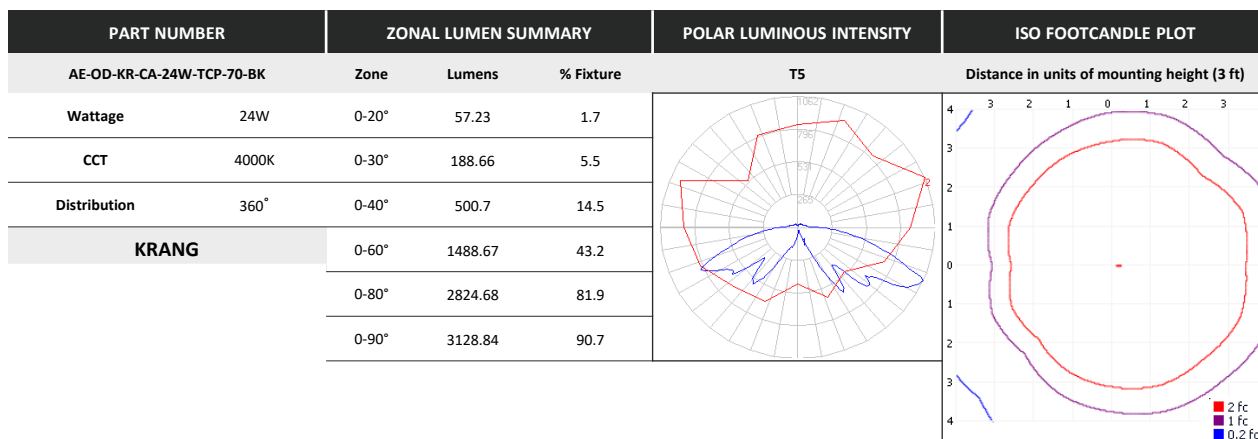 PART NUMBER ZONAL LUMEN SUMMARY POLAR LUMINOUS INTENSITY ISO FOOTCANDLE PLOT
AE-OD-KR-CA-24W-TCP-70-BK Zone Lumens % Fixture T5 Distance in units of mounting height (3 ft)
Wattage 24W 0-20° 57.23 1.7
CCT 4000K 0-30° 188.66 5.5
Distribution 360° 0-40° 500.7 14.5
KRANG 0-60° 1488.67 43.2
0-80° 2824.68 81.9
0-90° 3128.84 90.7
1062
796
531
265
2
3 2 1 0 1 2 3
4
3
2
1
0
1
2
3
4
2 fc
1 fc
0.2 fc